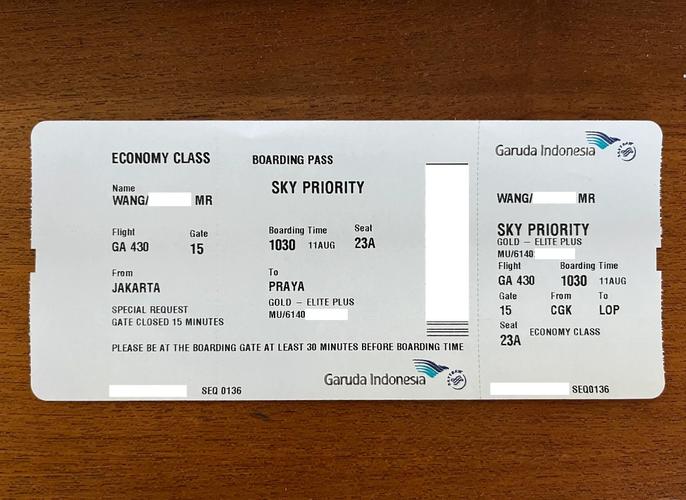 ECONOMY CLASS
BOARDING PASS
Name
WANG/ MR
SKY PRIORITY
Flight Gate
GA 430 15
Boarding Time Seat
1030 11AUG 23A
From
JAKARTA
To
PRAYA
GOLD - ELITE PLUS
MU/6140
SPECIAL REQUEST
GATE CLOSED 15 MINUTES
PLEASE BE AT THE BOARDING GATE AT LEAST 30 MINUTES BEFORE BOARDING TIME
Garuda Indonesia
SEQ 0136
Garuda Indonesia
WANG/ MR
SKY PRIORITY
GOLD - ELITE PLUS
MU/6140
Flight Boarding Time
GA 430 1030 11AUG
Gate From To
15 CGK LOP
Seat
23A ECONOMY CLASS
SEQ0136